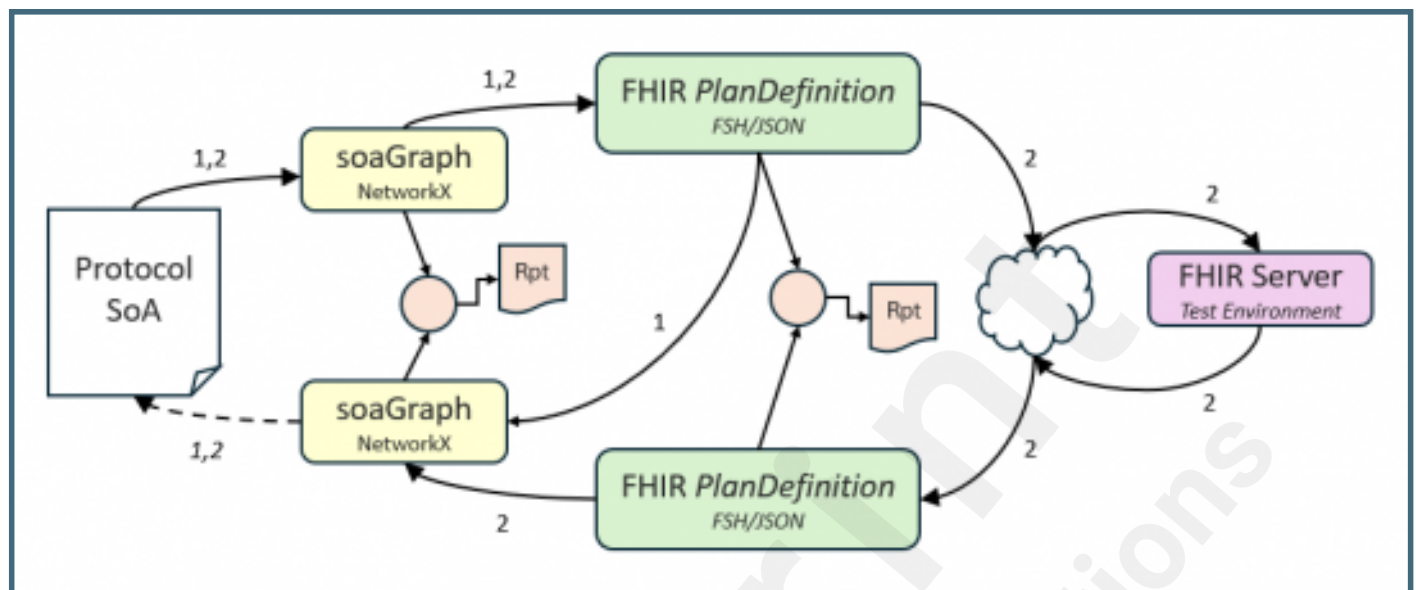 1,2
FHIR PlanDefinition
FSH/JSON
1,2
soaGraph
NetworkX
2
2
Protocol
SoA
Rpt
Rpt
FHIR Server
Test Environment
1
soaGraph
NetworkX
1,2
2
2
FHIR PlanDefinition
FSH/JSON
2